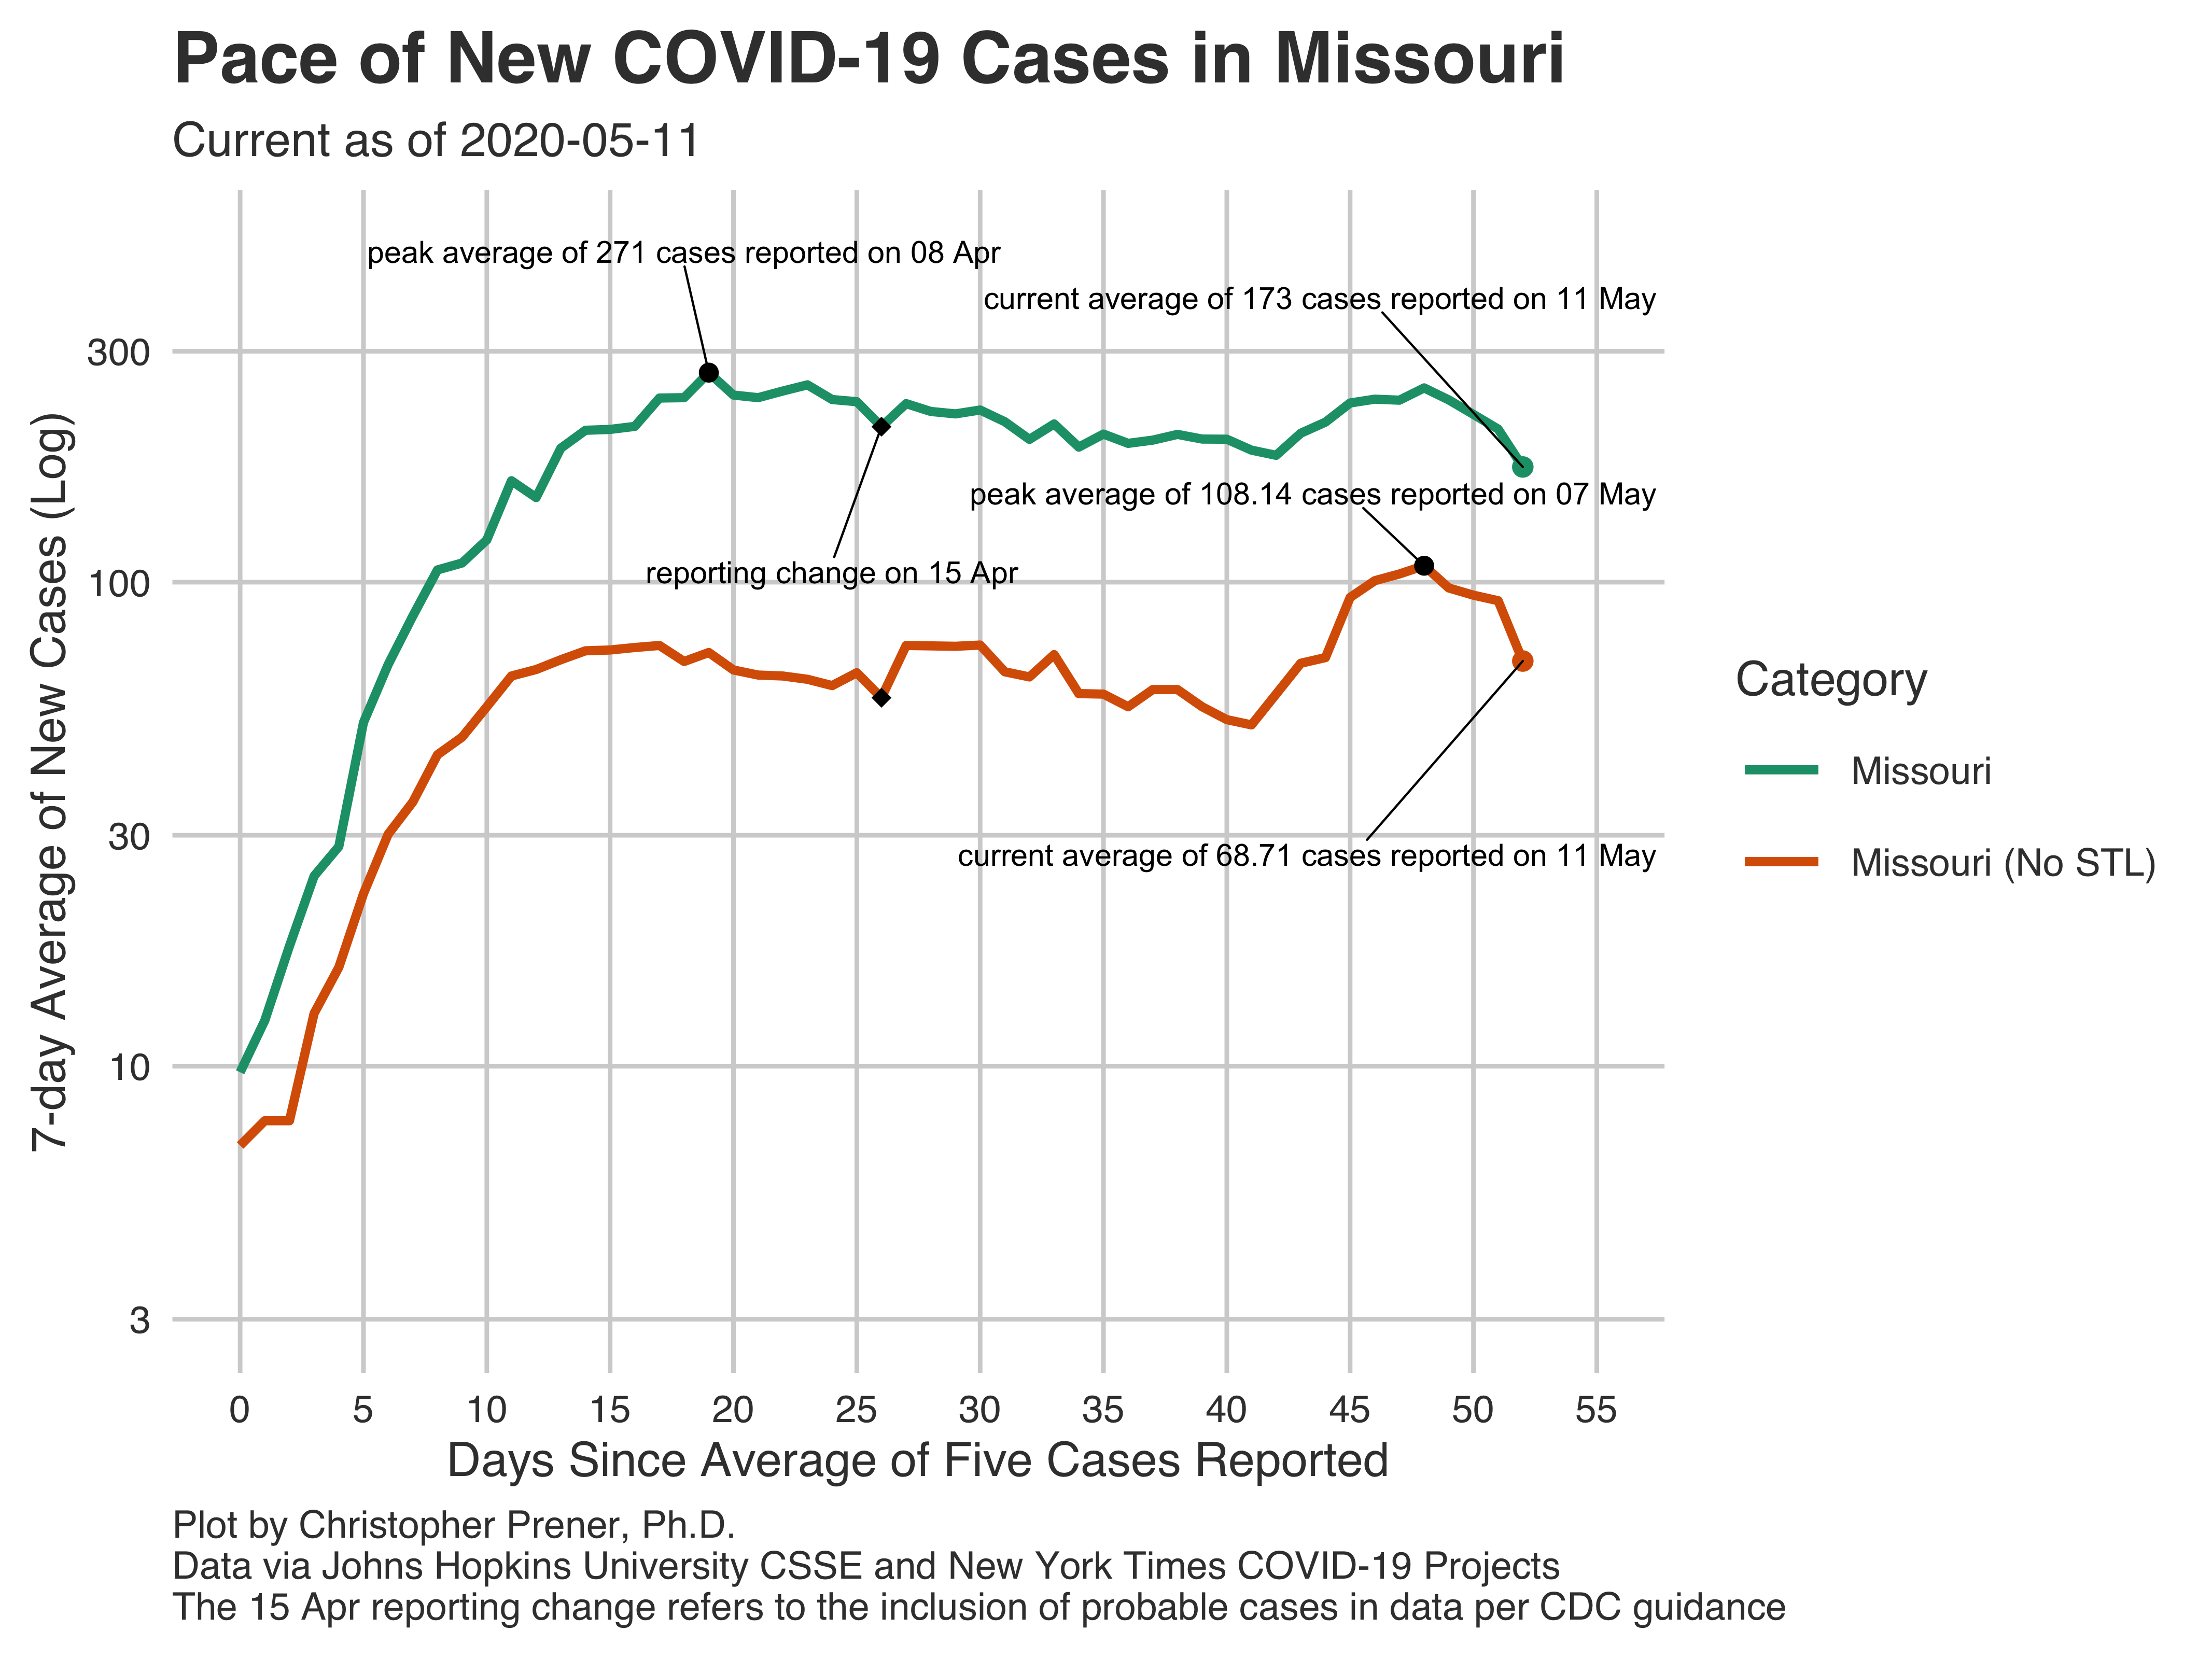 Pace of New COVID-19 Cases in Missouri
Current as of 2020-05-11
peak average of 271 cases reported on 08 Apr
current average of 173 cases reported on 11 May
300
peak average of 108.14 cases reported on 07 May
reporting change on 15 Apr
100
7-day Average of New Cases (Log)
Category
Missouri
30
current average of 68.71 cases reported on 11 May
Missouri (No STL)
10
3
0 5 10 15 20 25 30 35 40 45 50 55
Days Since Average of Five Cases Reported
Plot by Christopher Prener, Ph.D.
Data via Johns Hopkins University CSSE and New York Times COVID-19 Projects
The 15 Apr reporting change refers to the inclusion of probable cases in data per CDC guidance